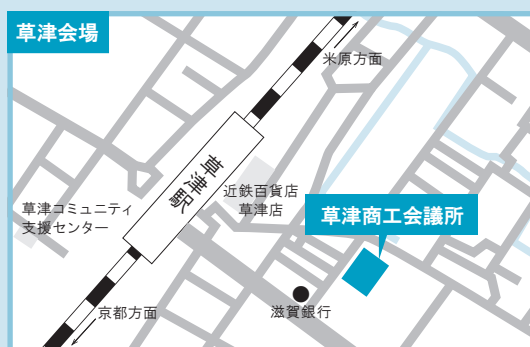 草津会場
米原方面
草津駅
近鉄百貨店
草津店
草津コミュニティ
支援センター
草津商工会議所
滋賀銀行
京都方面